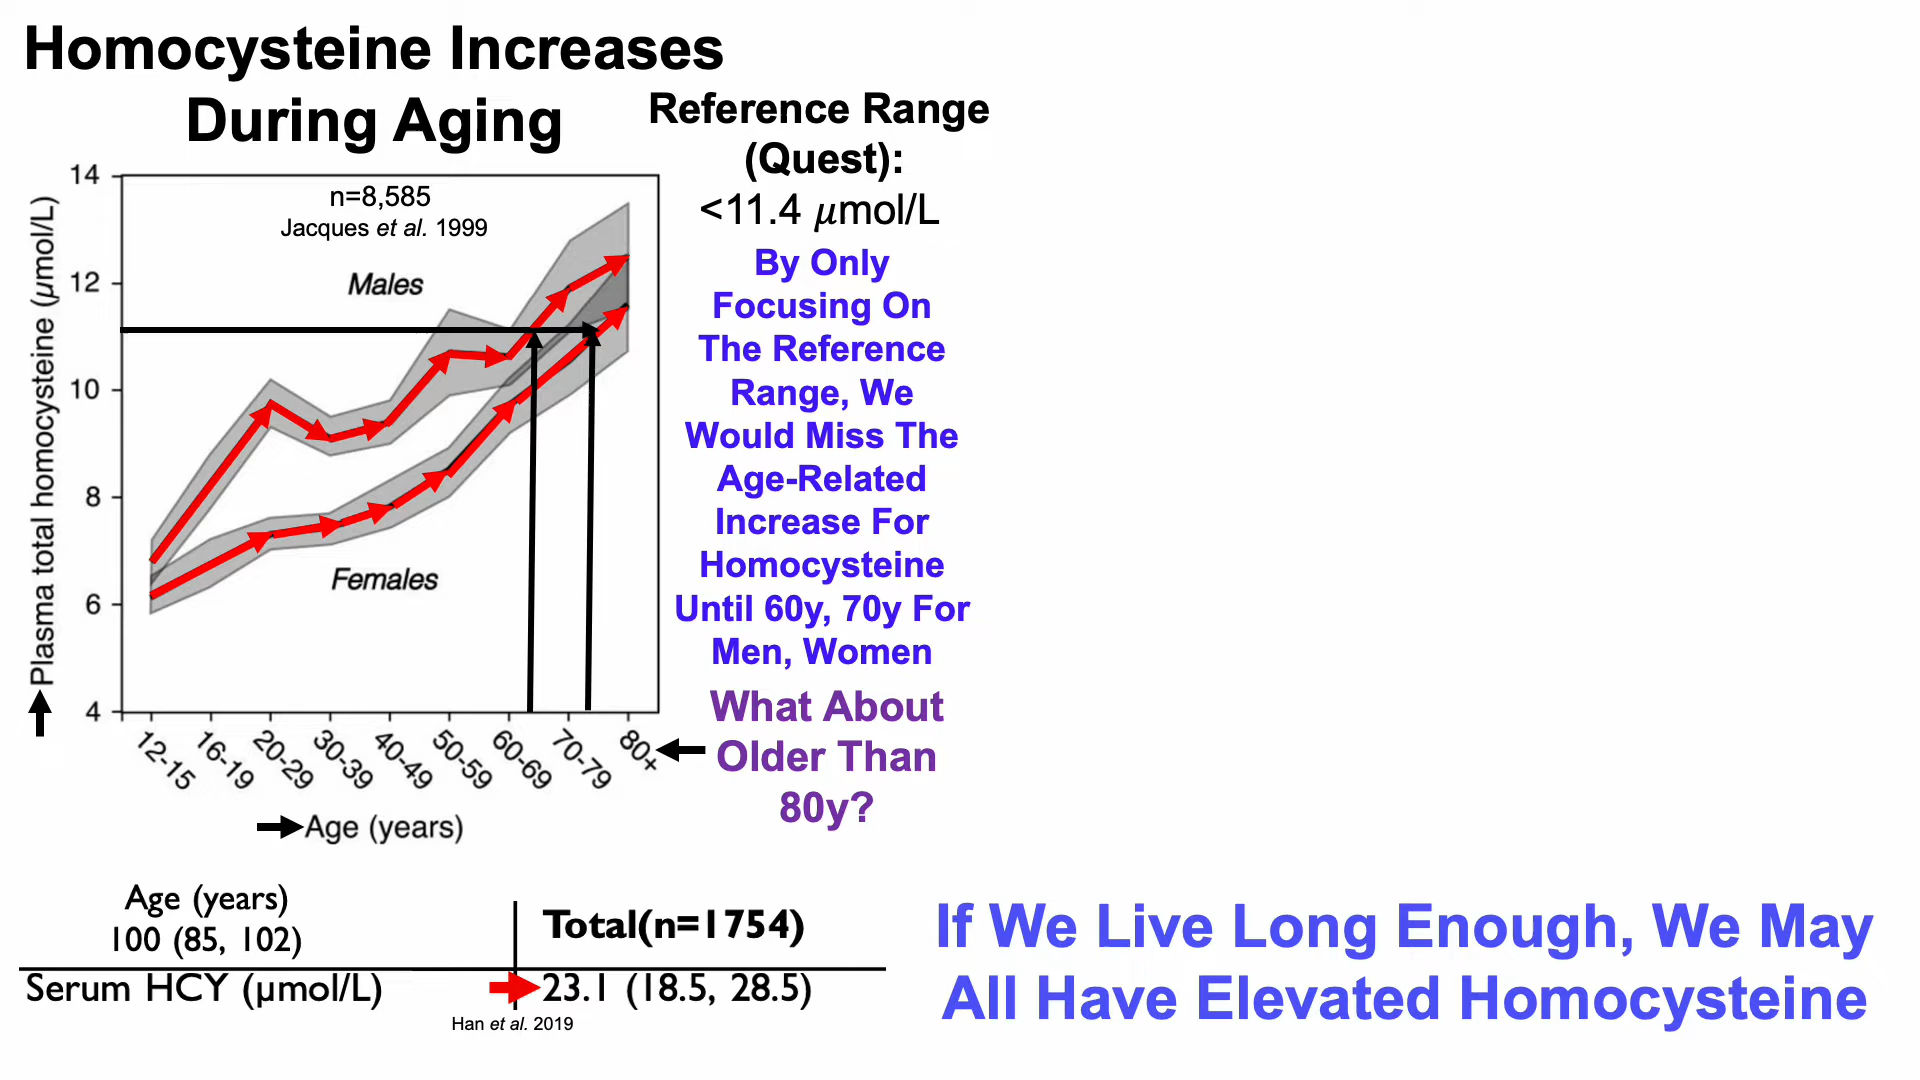 Homocysteine Increases
During Aging
Reference Range
(Quest):
<11.4 µmol/L
By Only
Focusing On
The Reference
Range, We
Would Miss The
Age-Related
Increase For
Homocysteine
Until 60y, 70y For
Men, Women
What About
Older Than
80y?
n=8,585
Jacques et al. 1999
Males
Females
Plasma total homocysteine (µmol/L)
14
12
10
8
6
4
12-15
16-19
20-29
30-39
40-49
50-59
60-69
70-79
80+
Age (years)
Age (years)
100 (85, 102)
Total(n=1754)
Serum HCY (µmol/L)
23.1 (18.5, 28.5)
Han et al. 2019
If We Live Long Enough, We May
All Have Elevated Homocysteine